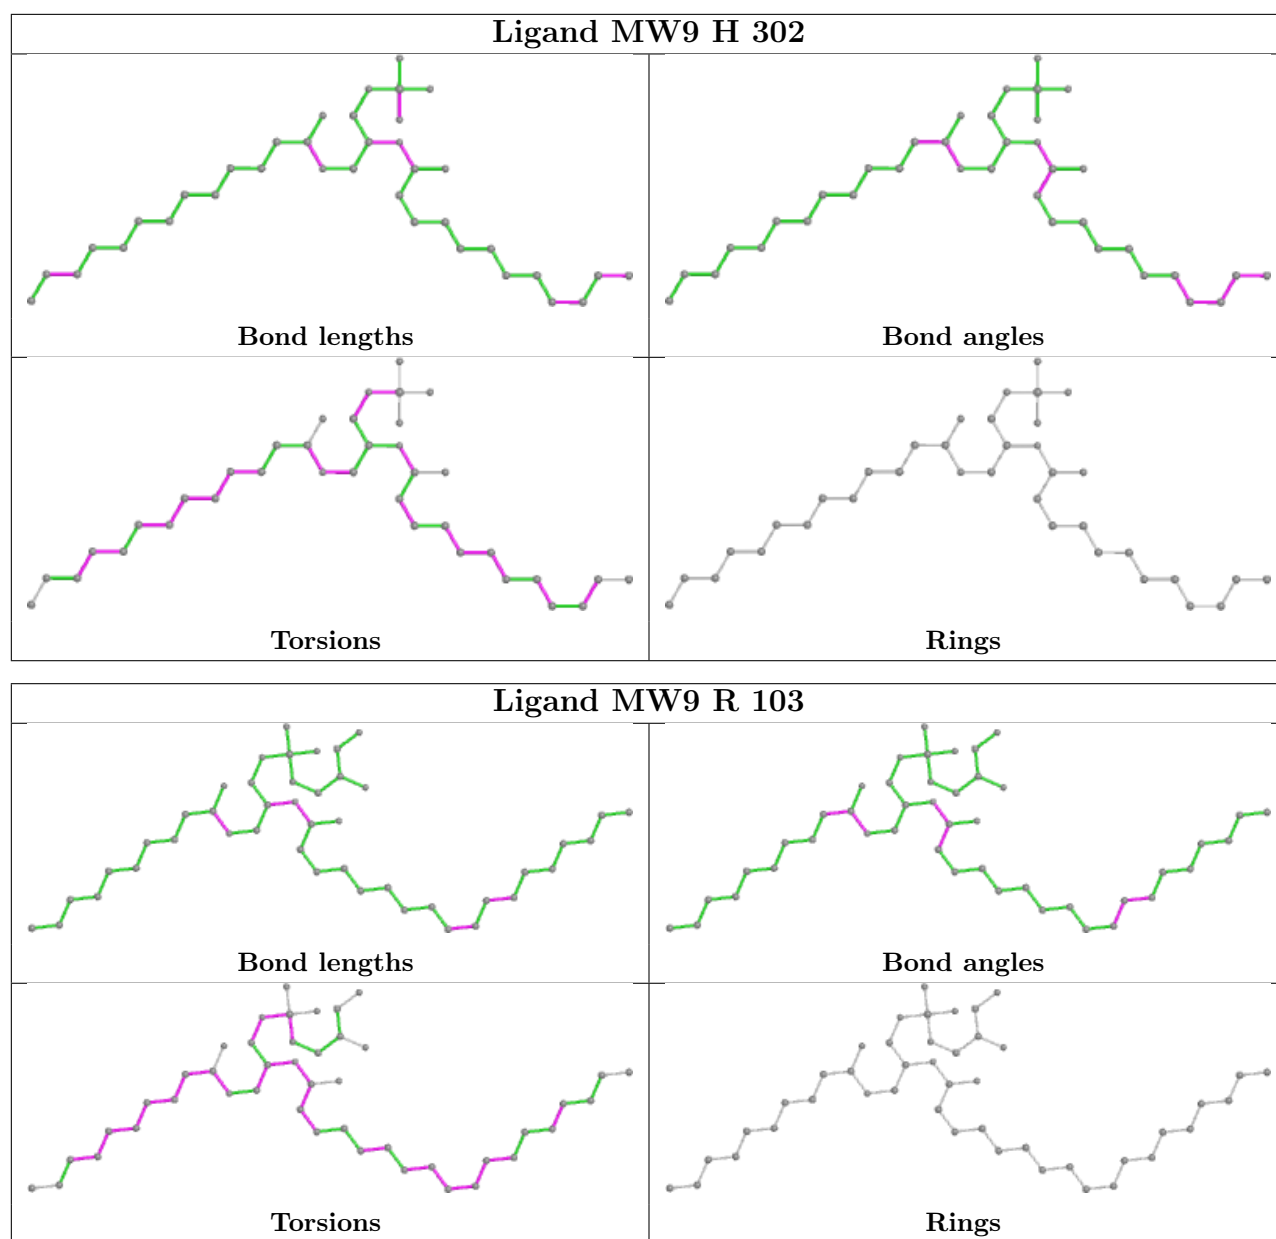 Ligand MW9 H 302
Bond lengths
Bond angles
Torsions
Rings
Ligand MW9 R 103
Bond lengths
Bond angles
Torsions
Rings